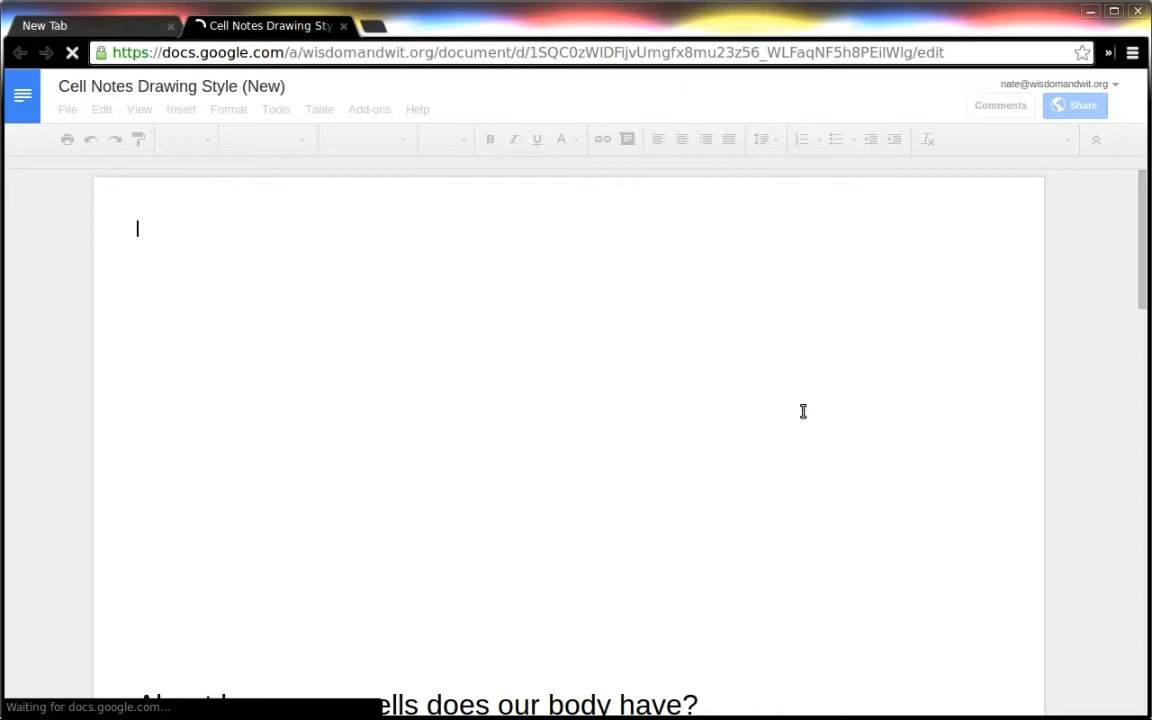 New Tab
Cell Notes Drawing Sty
https://docs.google.com/a/wisdomandwit.org/document/d/1SQC0zWlDFijvUmgfx8mu23z56_WLFaqNF5h8PEilWlg/edit
Cell Notes Drawing Style (New)
nate@wisdomandwit.org
File Edit View Insert Format Tools Table Add-ons Help
Comments Share
B I U A
ells does our body have?
Waiting for docs.google.com...